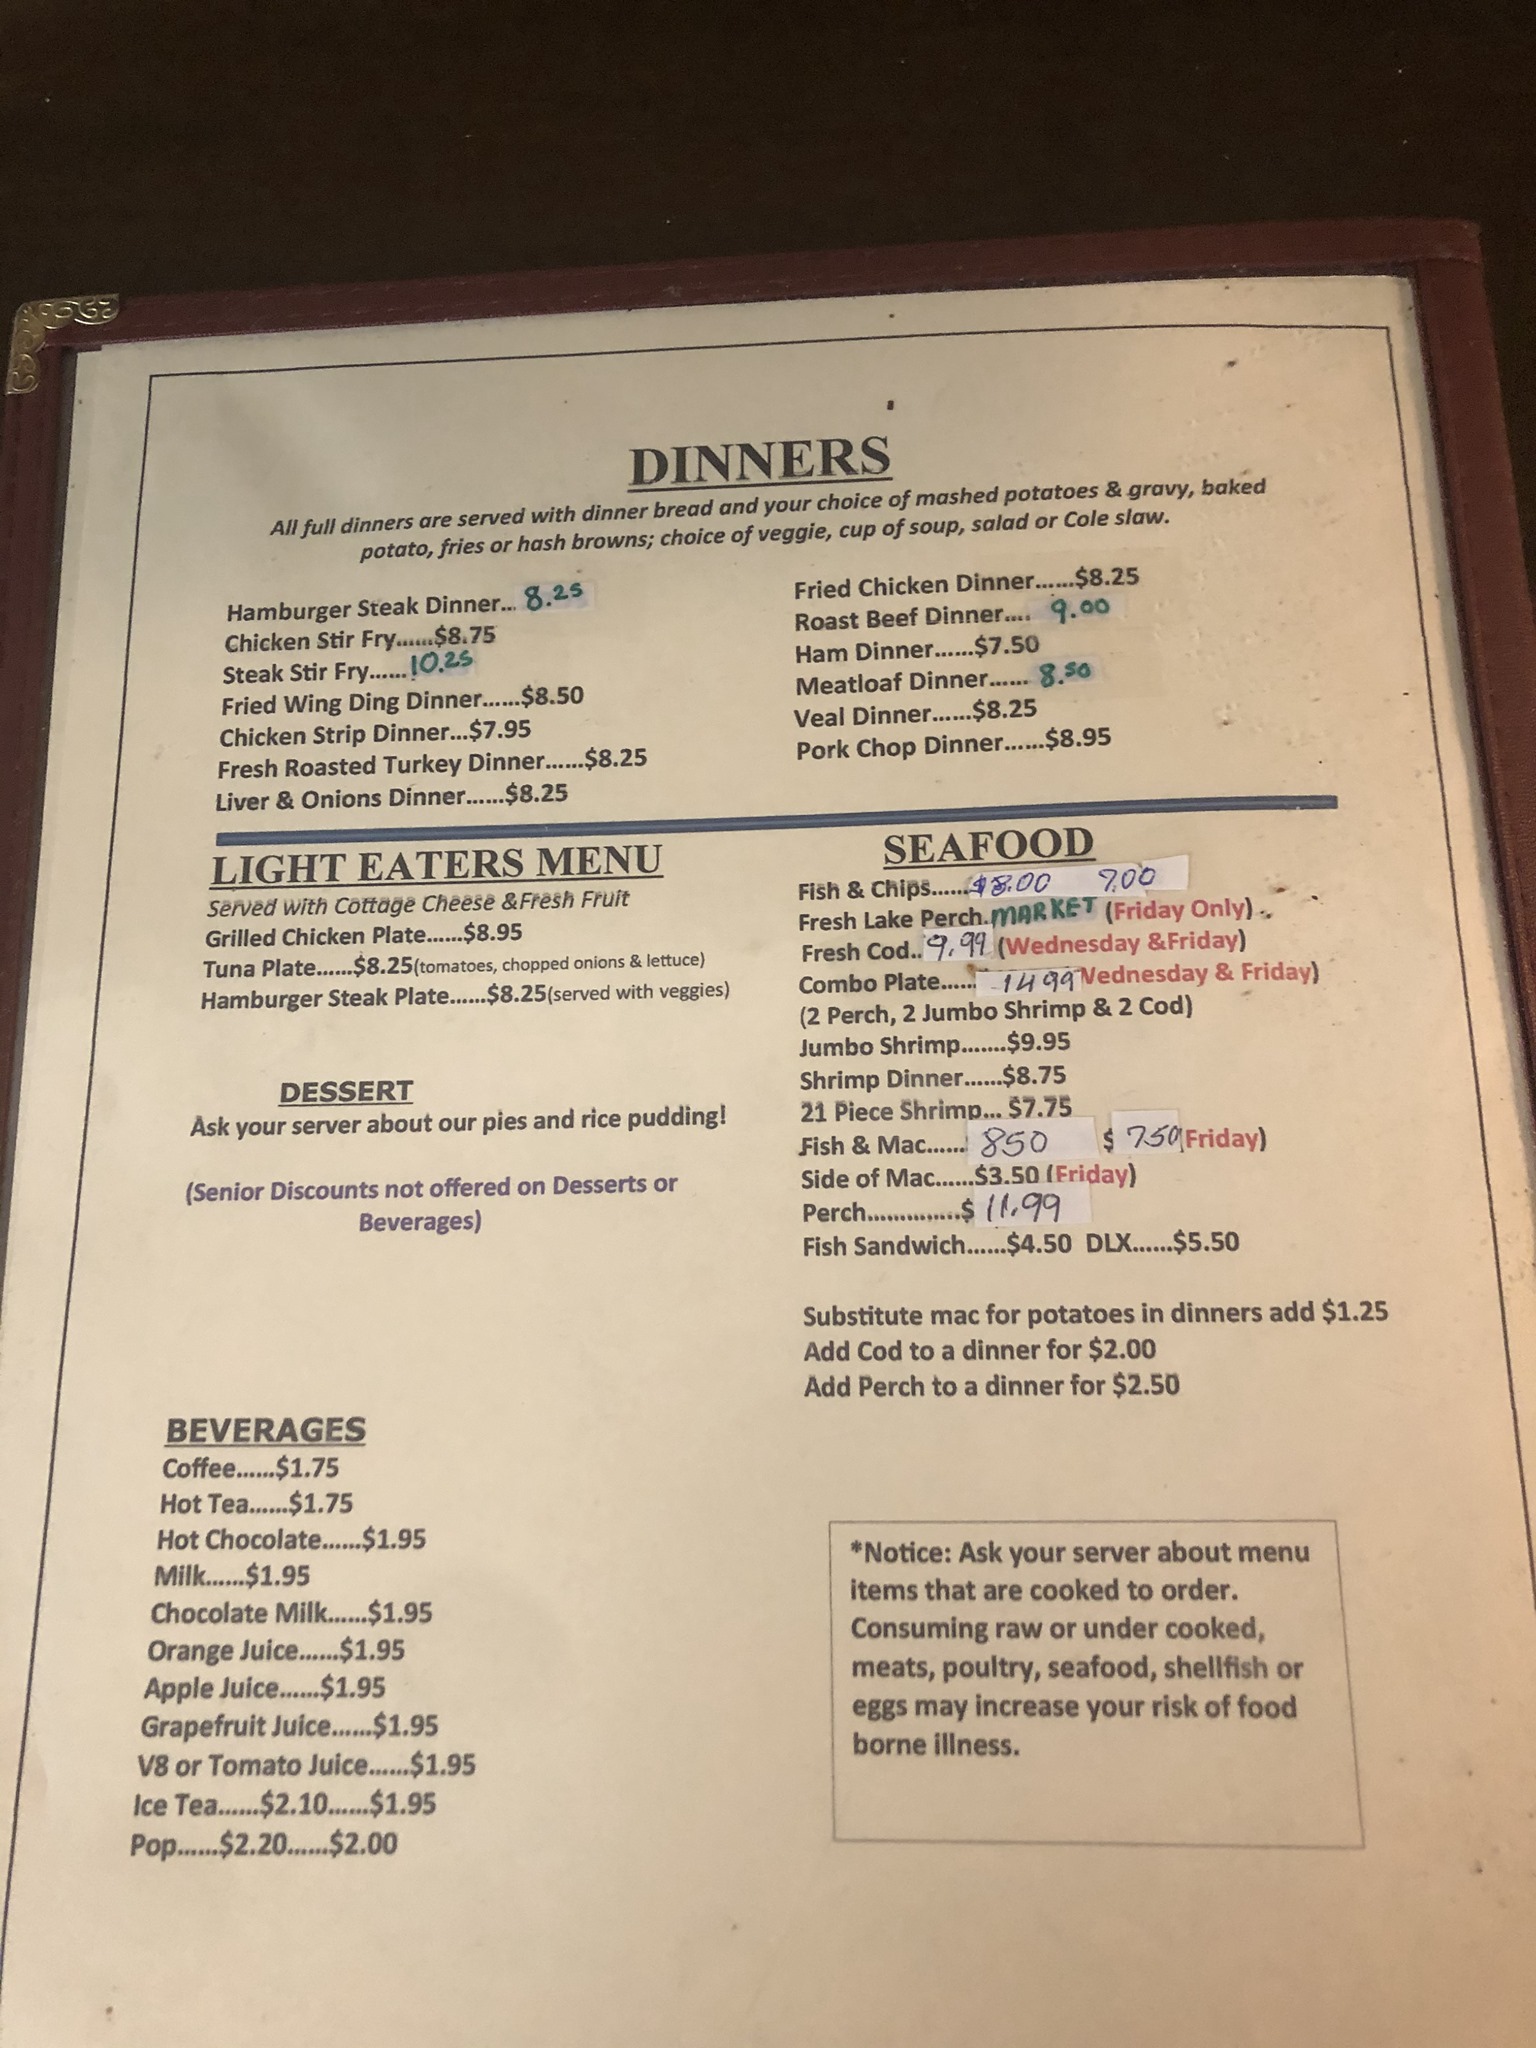 DINNERS
All full dinners are served with dinner bread and your choice of mashed potatoes & gravy, baked
potato, fries or hash browns; choice of veggie, cup of soup, salad or Cole slaw.
Hamburger Steak Dinner... 8.25
Chicken Stir Fry......$8.75
Steak Stir Fry......10.25
Fried Wing Ding Dinner......$8.50
Chicken Strip Dinner...$7.95
Fresh Roasted Turkey Dinner......$8.25
Liver & Onions Dinner......$8.25
Fried Chicken Dinner......$8.25
Roast Beef Dinner.... 9.00
Ham Dinner......$7.50
Meatloaf Dinner...... 8.50
Veal Dinner......$8.25
Pork Chop Dinner......$8.95
LIGHT EATERS MENU
Served with Cottage Cheese &Fresh Fruit
Grilled Chicken Plate......$8.95
Tuna Plate......$8.25(tomatoes, chopped onions & lettuce)
Hamburger Steak Plate......$8.25(served with veggies)
DESSERT
Ask your server about our pies and rice pudding!
(Senior Discounts not offered on Desserts or
Beverages)
SEAFOOD
Fish & Chips......$8.00 7.00
Fresh Lake Perch.MARKET (Friday Only)
Fresh Cod.. 9.99 (Wednesday &Friday)
Combo Plate...... 1499 Wednesday & Friday)
(2 Perch, 2 Jumbo Shrimp & 2 Cod)
Jumbo Shrimp.......$9.95
Shrimp Dinner......$8.75
21 Piece Shrimp... $7.75
Fish & Mac...... 850 $ 7.50(Friday)
Side of Mac......$3.50 (Friday)
Perch..............$ 11.99
Fish Sandwich......$4.50 DLX......$5.50
Substitute mac for potatoes in dinners add $1.25
Add Cod to a dinner for $2.00
Add Perch to a dinner for $2.50
BEVERAGES
Coffee......$1.75
Hot Tea......$1.75
Hot Chocolate......$1.95
Milk......$1.95
Chocolate Milk......$1.95
Orange Juice......$1.95
Apple Juice......$1.95
Grapefruit Juice......$1.95
V8 or Tomato Juice......$1.95
Ice Tea......$2.10......$1.95
Pop......$2.20......$2.00
*Notice: Ask your server about menu
items that are cooked to order.
Consuming raw or under cooked,
meats, poultry, seafood, shellfish or
eggs may increase your risk of food
borne illness.